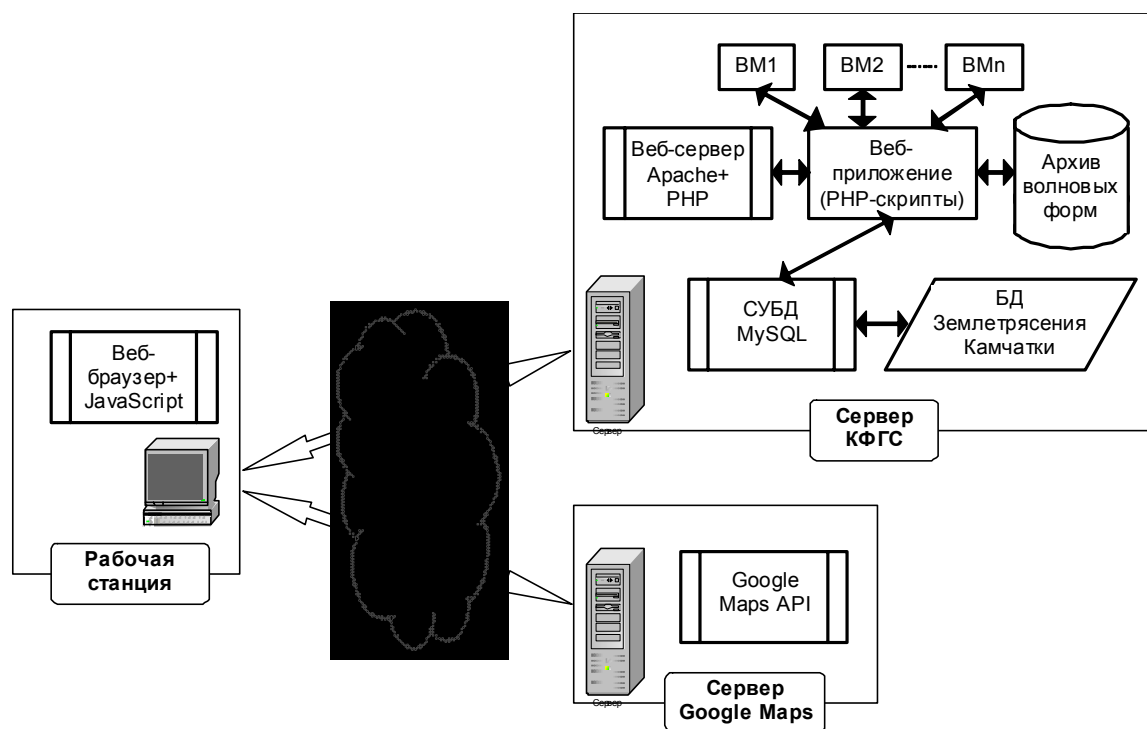 ВМ1
ВМ2
ВМn
Веб-сервер
Apache+
PHP
Веб-
приложение
(PHP-скрипты)
Архив
волновых
форм
СУБД
MySQL
БД
Землетрясения
Камчатки
Сервер
Сервер
КФГС
Веб-
браузер+
JavaScript
Рабочая
станция
Google
Maps API
Сервер
Сервер
Google Maps